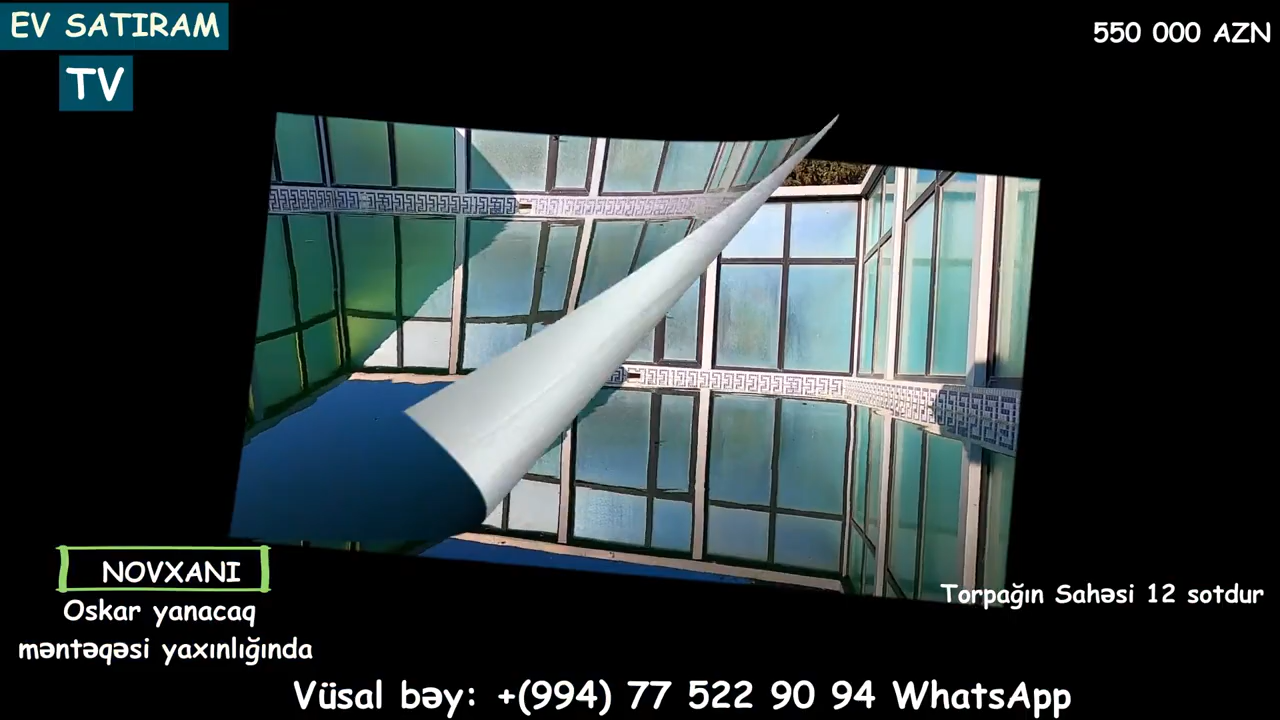 EV SATIRAM
TV
550 000 AZN
NOVXANI
Oskar yanacaq
məntəqəsi yaxınlığında
Torpağın Sahəsi 12 sotdur
Vüsal bəy: +(994) 77 522 90 94 WhatsApp